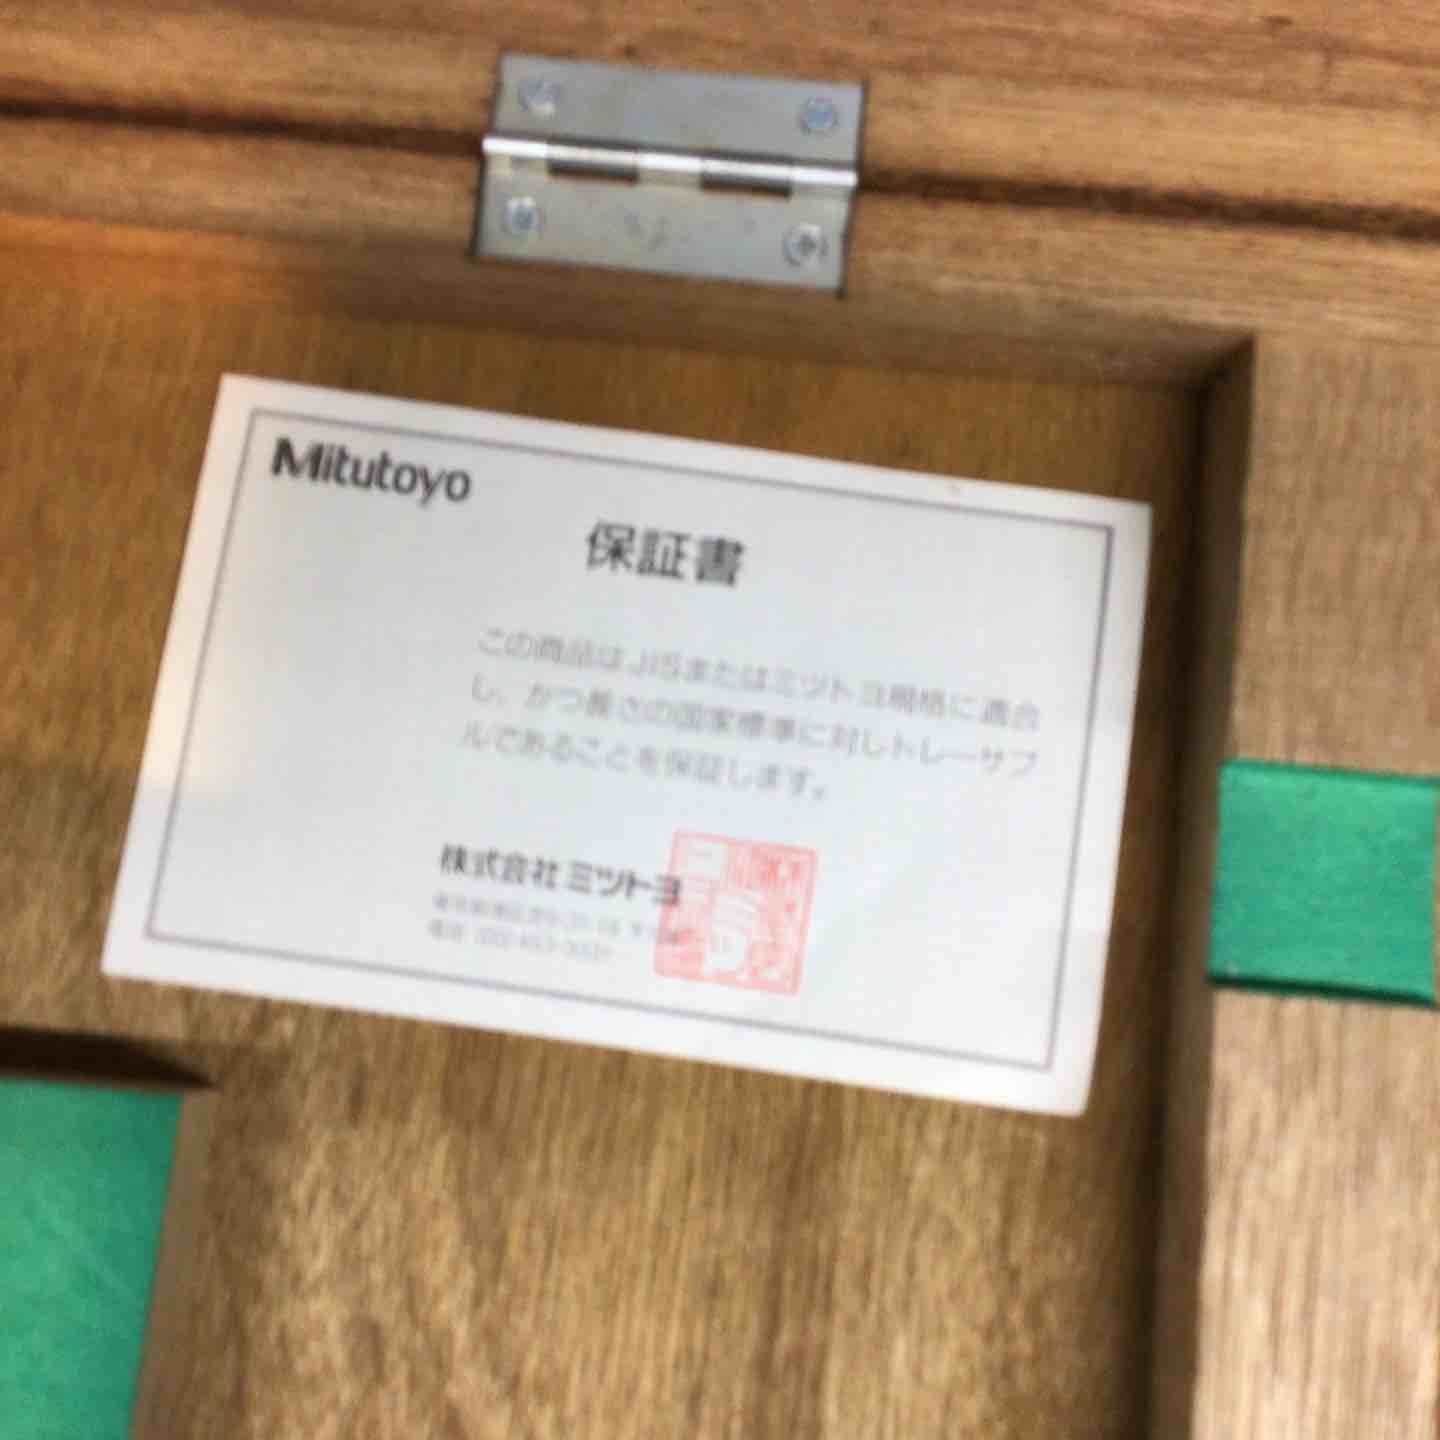 Mitutoyo
保証書
この商品はJISまたはミツトヨ規格に適合
し、かつ長さの国家標準に対しトレーサブ
ルであることを保証します。
株式会社ミツトヨ